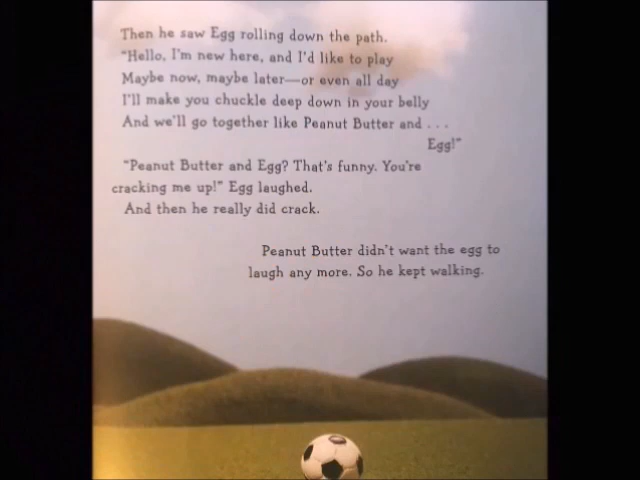 Then he saw Egg rolling down the path.
"Hello, I'm new here, and I'd like to play
Maybe now, maybe later—or even all day
I'll make you chuckle deep down in your belly
And we'll go together like Peanut Butter and . . .
Egg!"
"Peanut Butter and Egg? That's funny. You're
cracking me up!" Egg laughed.
And then he really did crack.
Peanut Butter didn't want the egg to
laugh any more. So he kept walking.